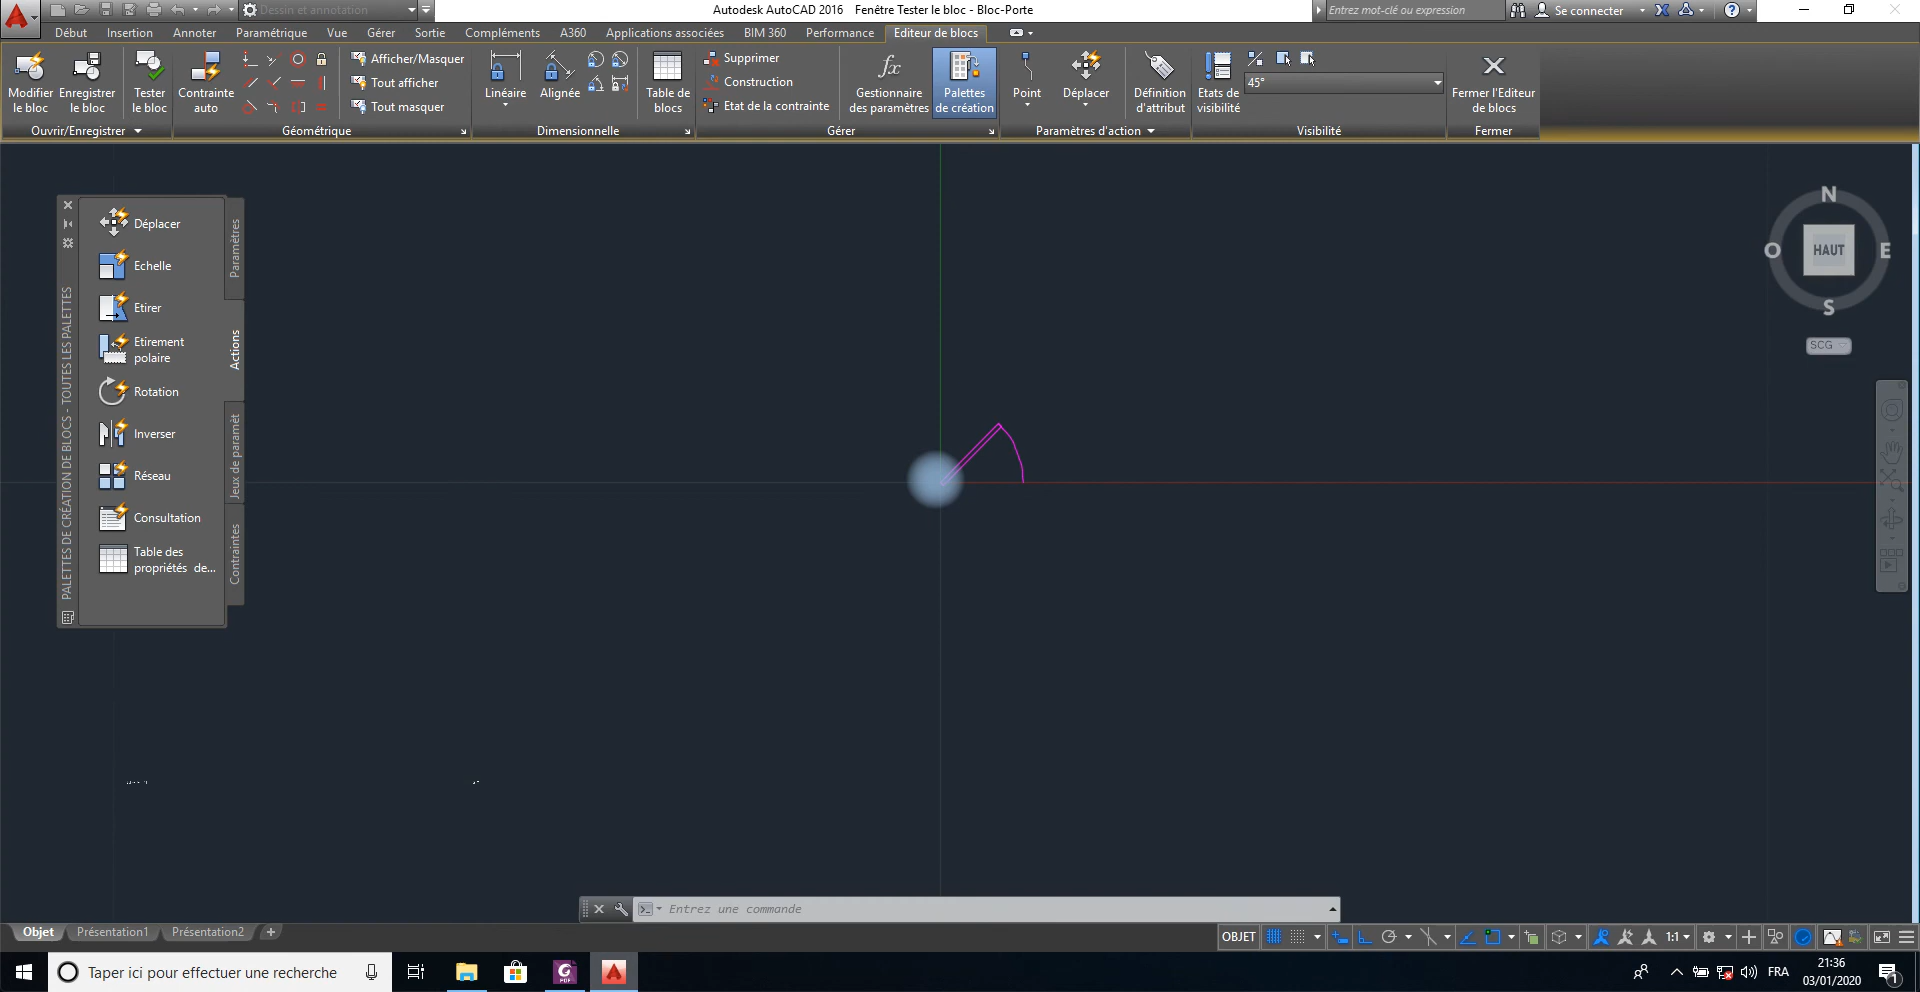 Dessin et annotation
Autodesk AutoCAD 2016 Fenêtre Tester le bloc - Bloc-Porte
Entrez mot-clé ou expression
Se connecter
Début Insertion Annoter Paramétrique Vue Gérer Sortie Compléments A360 Applications associées BIM 360 Performance Editeur de blocs
Modifier le bloc
Enregistrer le bloc
Tester le bloc
Contrainte auto
Afficher/Masquer
Tout afficher
Tout masquer
Linéaire
Alignée
Table de blocs
Supprimer
Construction
Etat de la contrainte
fx
Gestionnaire des paramètres
Palettes de création
Point
Déplacer
Définition d'attribut
Etats de visibilité
45°
Fermer l'Editeur de blocs
Ouvrir/Enregistrer Géométrique Dimensionnelle Gérer Paramètres d'action Visibilité Fermer
Déplacer
Echelle
Etirer
Etirement polaire
Rotation
Inverser
Réseau
Consultation
Table des propriétés de...
Paramètres
Actions
Jeux de paramèt
Contraintes
PALETTES DE CRÉATION DE BLOCS - TOUTES LES PALETTES
N
O
HAUT
E
S
SCG
Entrez une commande
Objet Présentation1 Présentation2
OBJET
1:1
Taper ici pour effectuer une recherche
PDF
FRA
21:36
03/01/2020
1